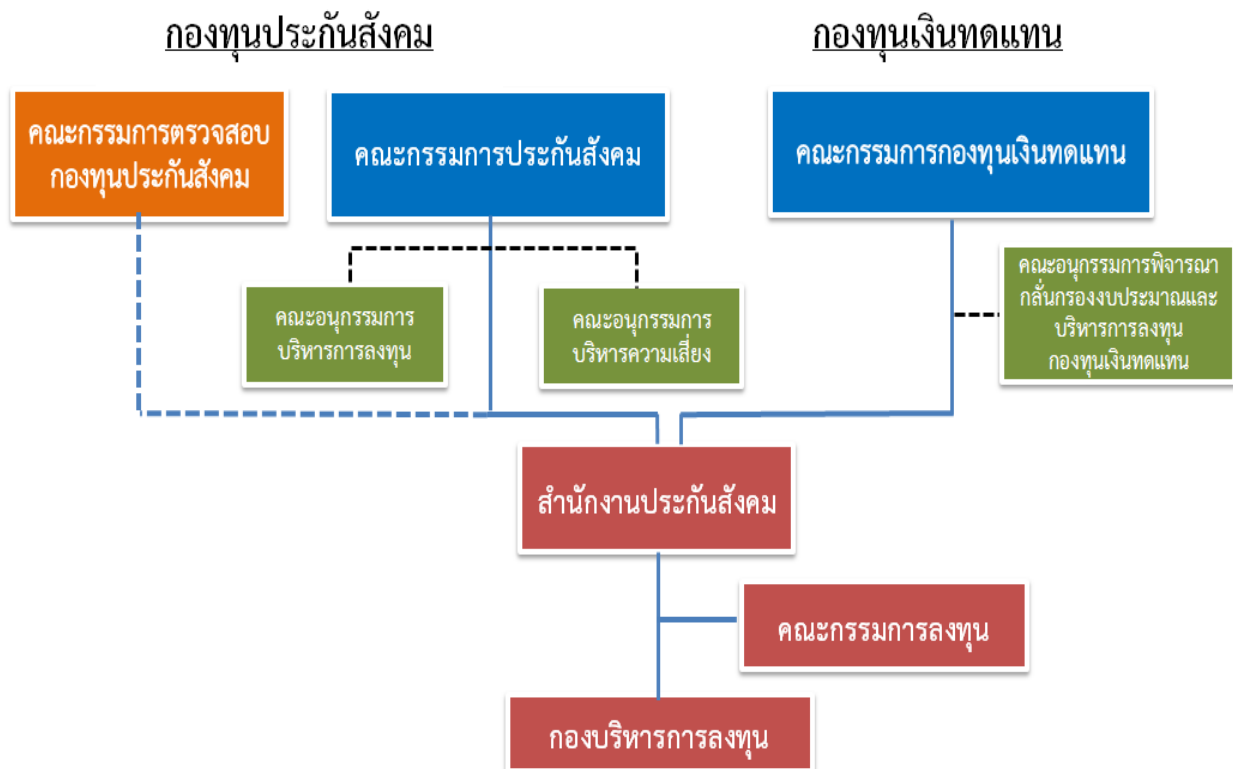 กองทุนประกันสังคม
กองทุนเงินทดแทน
คณะกรรมการตรวจสอบ
กองทุนประกันสังคม
คณะกรรมการประกันสังคม
คณะกรรมการกองทุนเงินทดแทน
คณะอนุกรรมการ
บริหารการลงทุน
คณะอนุกรรมการ
บริหารความเสี่ยง
คณะอนุกรรมการพิจารณา
กลั่นกรองงบประมาณและ
บริหารการลงทุน
กองทุนเงินทดแทน
สำนักงานประกันสังคม
คณะกรรมการลงทุน
กองบริหารการลงทุน